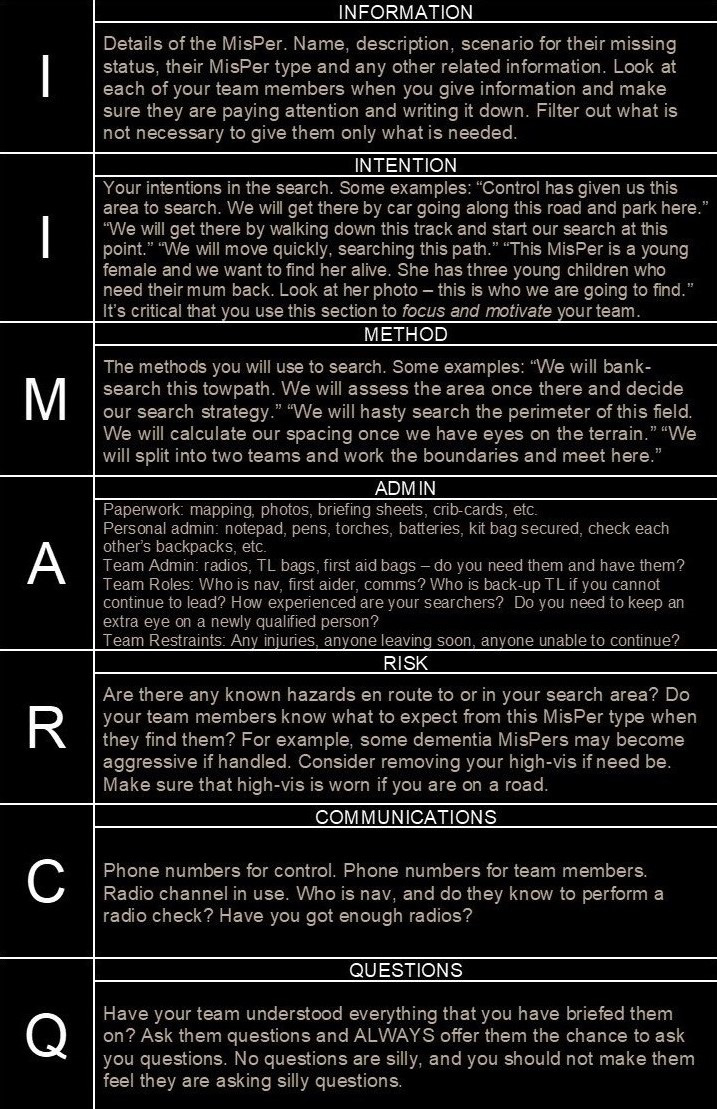 INFORMATION
I
Details of the MisPer. Name, description, scenario for their missing
status, their MisPer type and any other related information. Look at
each of your team members when you give information and make
sure they are paying attention and writing it down. Filter out what is
not necessary to give them only what is needed.
INTENTION
I
Your intentions in the search. Some examples: “Control has given us this
area to search. We will get there by car going along this road and park here.”
“We will get there by walking down this track and start our search at this
point.” “We will move quickly, searching this path.” “This MisPer is a young
female and we want to find her alive. She has three young children who
need their mum back. Look at her photo – this is who we are going to find.”
It’s critical that you use this section to focus and motivate your team.
METHOD
M
The methods you will use to search. Some examples: “We will bank-
search this towpath. We will assess the area once there and decide
our search strategy.” “We will hasty search the perimeter of this field.
We will calculate our spacing once we have eyes on the terrain.” “We
will split into two teams and work the boundaries and meet here.”
ADMIN
A
Paperwork: mapping, photos, briefing sheets, crib-cards, etc.
Personal admin: notepad, pens, torches, batteries, kit bag secured, check each
other’s backpacks, etc.
Team Admin: radios, TL bags, first aid bags – do you need them and have them?
Team Roles: Who is nav, first aider, comms? Who is back-up TL if you cannot
continue to lead? How experienced are your searchers? Do you need to keep an
extra eye on a newly qualified person?
Team Restraints: Any injuries, anyone leaving soon, anyone unable to continue?
RISK
R
Are there any known hazards en route to or in your search area? Do
your team members know what to expect from this MisPer type when
they find them? For example, some dementia MisPers may become
aggressive if handled. Consider removing your high-vis if need be.
Make sure that high-vis is worn if you are on a road.
COMMUNICATIONS
C
Phone numbers for control. Phone numbers for team members.
Radio channel in use. Who is nav, and do they know to perform a
radio check? Have you got enough radios?
QUESTIONS
Q
Have your team understood everything that you have briefed them
on? Ask them questions and ALWAYS offer them the chance to ask
you questions. No questions are silly, and you should not make them
feel they are asking silly questions.